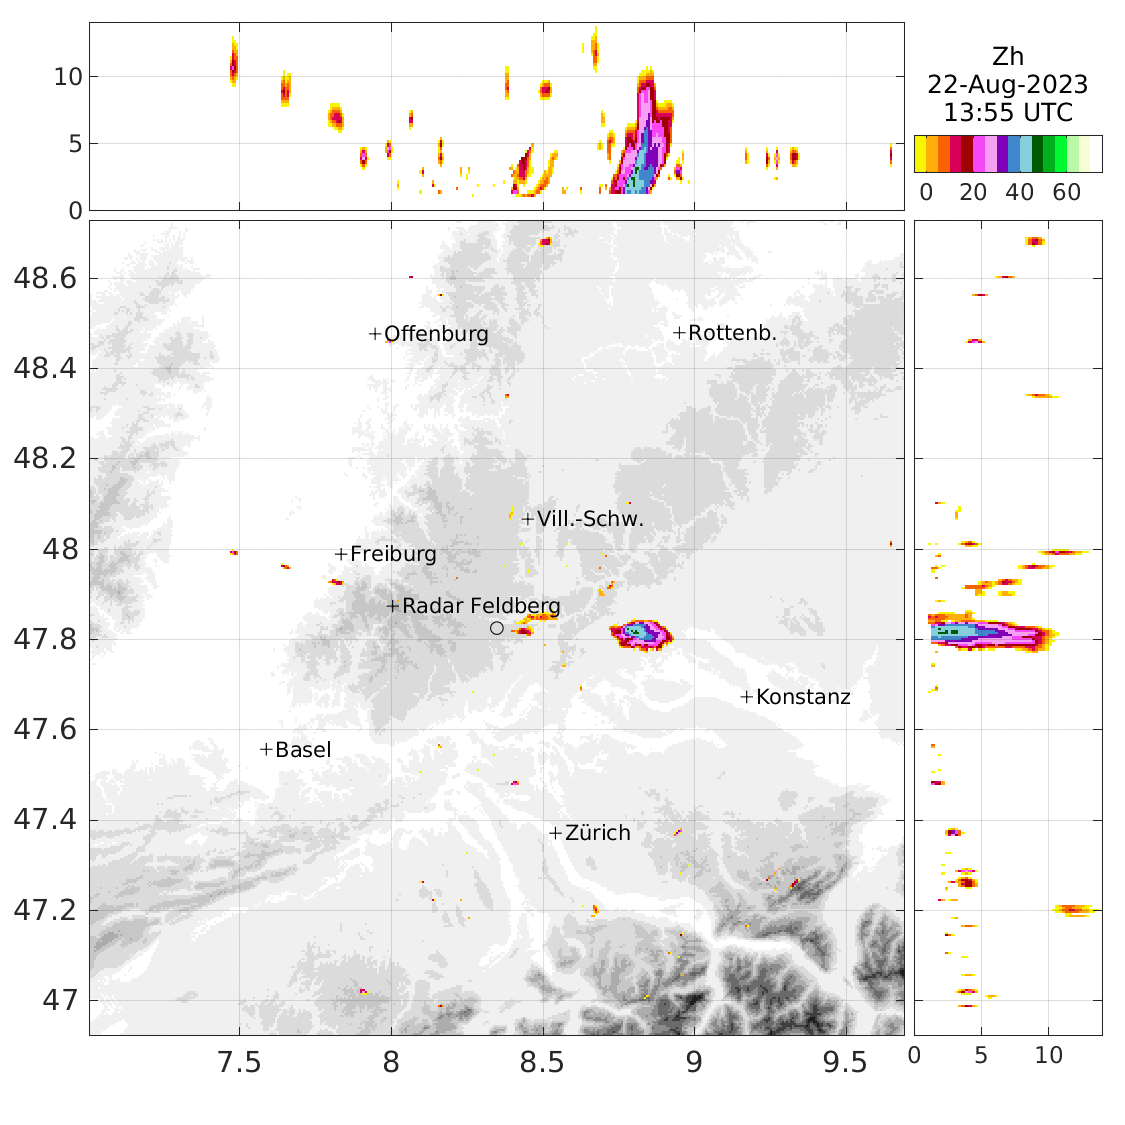 10
5
0
Zh
22-Aug-2023
13:55 UTC
0 20 40 60
48.6
48.4
48.2
48
47.8
47.6
47.4
47.2
47
Offenburg
Rottenb.
Vill.-Schw.
Freiburg
Radar Feldberg
Konstanz
Basel
Zürich
7.5 8 8.5 9 9.5
0 5 10